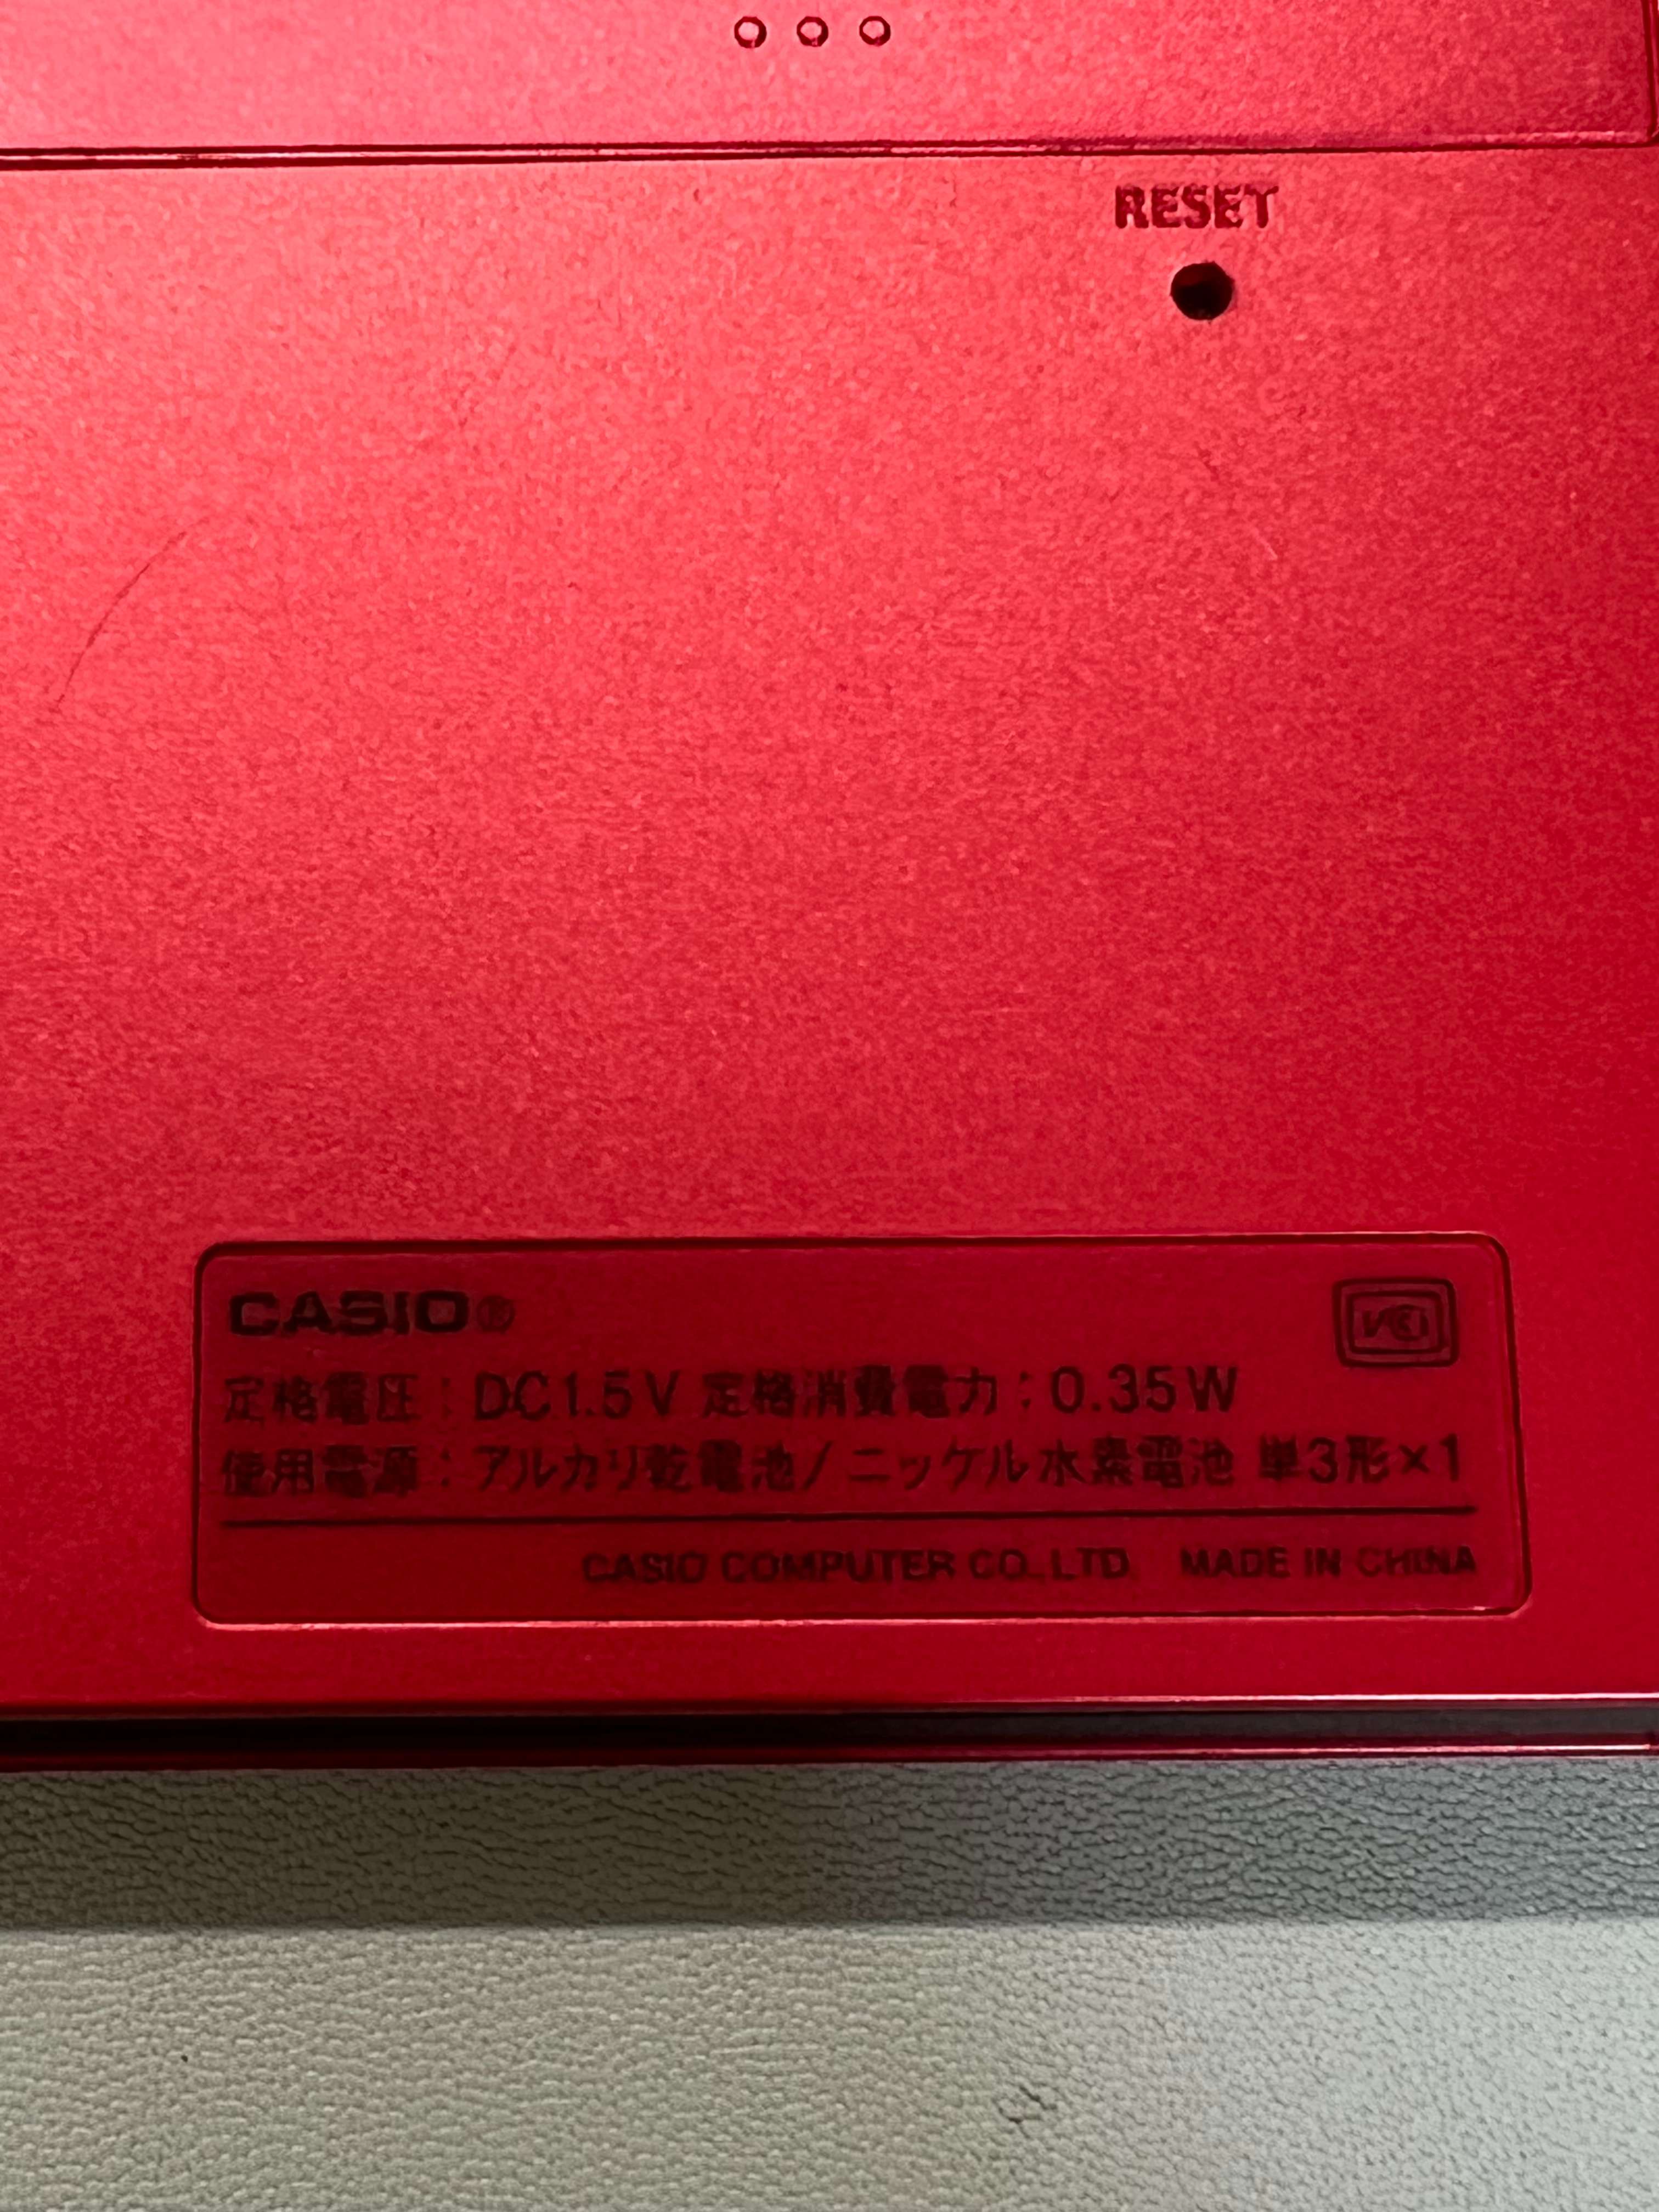 RESET
CASIO®
VCI
定格電圧：DC1.5V 定格消費電力：0.35W
使用電源：アルカリ乾電池/ニッケル水素電池 単3形×1
CASIO COMPUTER CO.,LTD. MADE IN CHINA